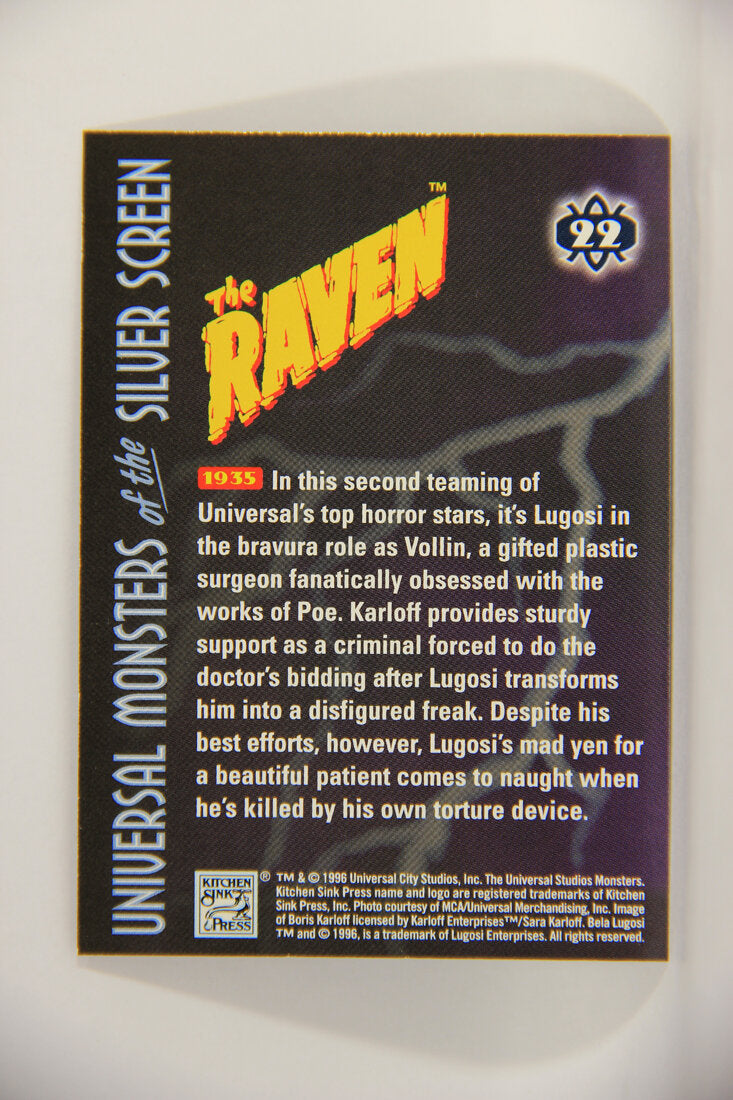 UNIVERSAL MONSTERS of the SILVER SCREEN
The
RAVEN™
22
1935 In this second teaming of
Universal's top horror stars, it's Lugosi in
the bravura role as Vollin, a gifted plastic
surgeon fanatically obsessed with the
works of Poe. Karloff provides sturdy
support as a criminal forced to do the
doctor's bidding after Lugosi transforms
him into a disfigured freak. Despite his
best efforts, however, Lugosi's mad yen for
a beautiful patient comes to naught when
he's killed by his own torture device.
KITCHEN
SINK
PRESS
® TM & © 1996 Universal City Studios, Inc. The Universal Studios Monsters.
Kitchen Sink Press name and logo are registered trademarks of Kitchen
Sink Press, Inc. Photo courtesy of MCA/Universal Merchandising, Inc. Image
of Boris Karloff licensed by Karloff Enterprises™/Sara Karloff. Bela Lugosi
TM and © 1996, is a trademark of Lugosi Enterprises. All rights reserved.